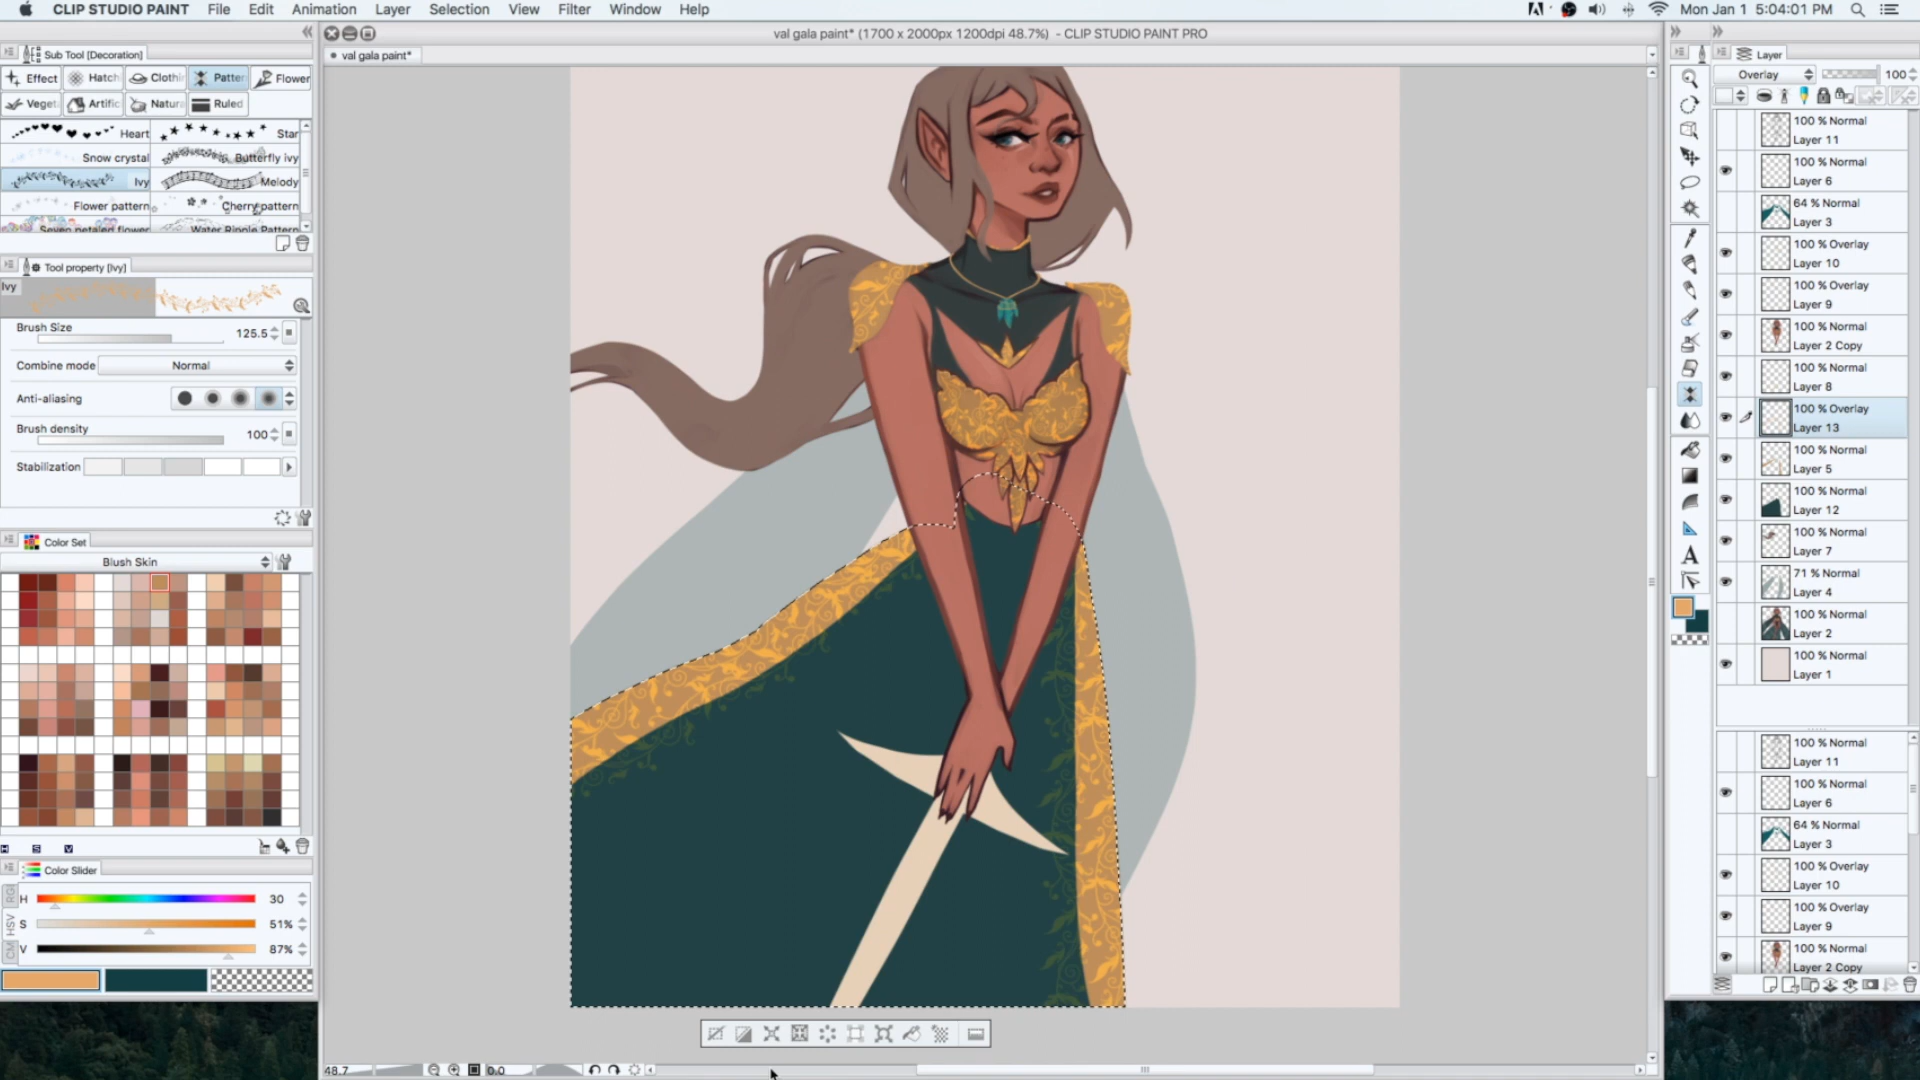 CLIP STUDIO PAINT File Edit Animation Layer Selection View Filter Window Help Mon Jan 1 5:04:01 PM
val gala paint* (1700 x 2000px 1200dpi 48.7%) - CLIP STUDIO PAINT PRO
Sub Tool [Decoration]
val gala paint*
Layer
Effect Hatch Clothi Patter Flower
Overlay 100
Veget Artific Natura Ruled
Heart Star
Snow crystal Butterfly ivy
Ivy Melody
Flower pattern Cherry pattern
Seven petaled flower Water Ripple Pattern
Tool property [Ivy]
Ivy
Brush Size 125.5
Combine mode Normal
Anti-aliasing
Brush density 100
Stabilization
Color Set
Blush Skin
H S V
Color Slider
H 30
S 51%
V 87%
HSV
48.7 0.0
100 % Normal
Layer 11
100 % Normal
Layer 6
64 % Normal
Layer 3
100 % Overlay
Layer 10
100 % Overlay
Layer 9
100 % Normal
Layer 2 Copy
100 % Normal
Layer 8
100 % Overlay
Layer 13
100 % Normal
Layer 5
100 % Normal
Layer 12
100 % Normal
Layer 7
71 % Normal
Layer 4
100 % Normal
Layer 2
100 % Normal
Layer 1
100 % Normal
Layer 11
100 % Normal
Layer 6
64 % Normal
Layer 3
100 % Overlay
Layer 10
100 % Overlay
Layer 9
100 % Normal
Layer 2 Copy